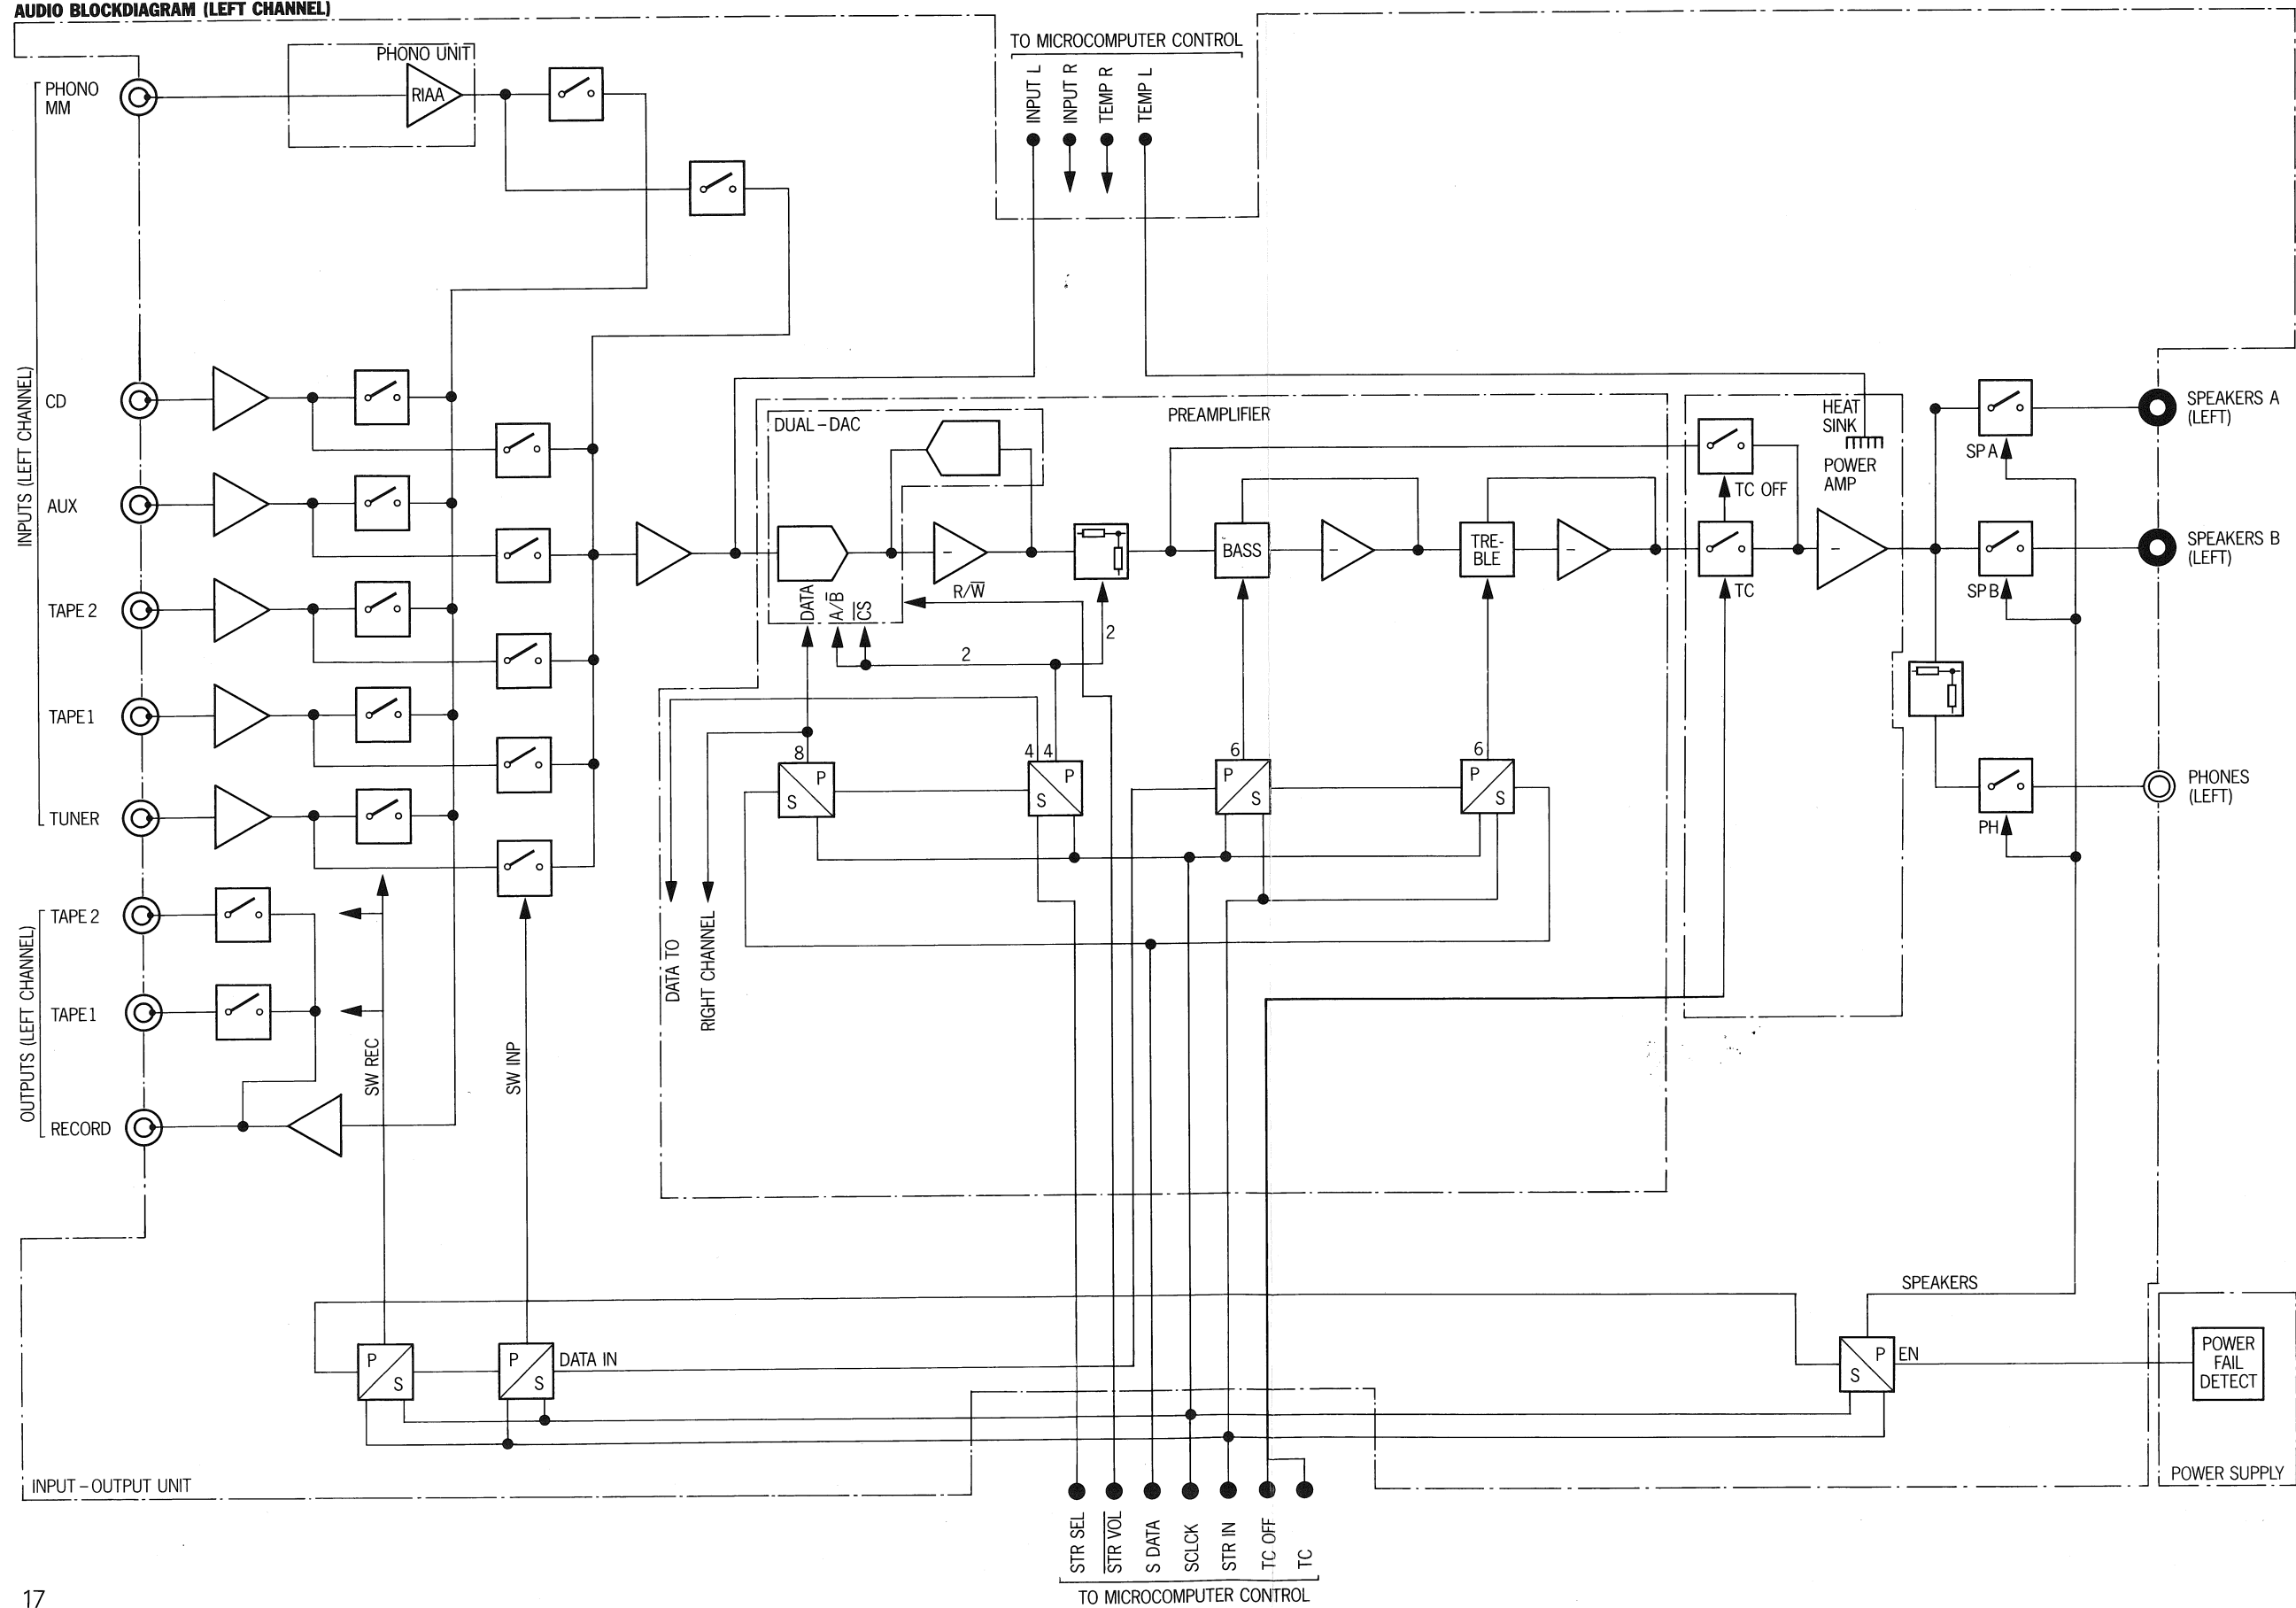 AUDIO BLOCKDIAGRAM (LEFT CHANNEL)
TO MICROCOMPUTER CONTROL
INPUT L
INPUT R
TEMP R
TEMP L
PHONO UNIT
RIAA
INPUTS (LEFT CHANNEL)
PHONO
MM
CD
AUX
TAPE 2
TAPE 1
TUNER
OUTPUTS (LEFT CHANNEL)
TAPE 2
TAPE 1
RECORD
SW REC
SW INP
DUAL-DAC
PREAMPLIFIER
DATA
A/B
CS
R/W
2
2
BASS
TRE-
BLE
TC OFF
TC
HEAT
SINK
POWER
AMP
SP A
SP B
PH
SPEAKERS A
(LEFT)
SPEAKERS B
(LEFT)
PHONES
(LEFT)
8
P
S
4 4
P
S
6
P
S
6
P
S
DATA TO
RIGHT CHANNEL
SPEAKERS
P
S
P
S
DATA IN
P
S
EN
POWER
FAIL
DETECT
POWER SUPPLY
INPUT-OUTPUT UNIT
STR SEL
STR VOL
S DATA
SCLCK
STR IN
TC OFF
TC
TO MICROCOMPUTER CONTROL
17